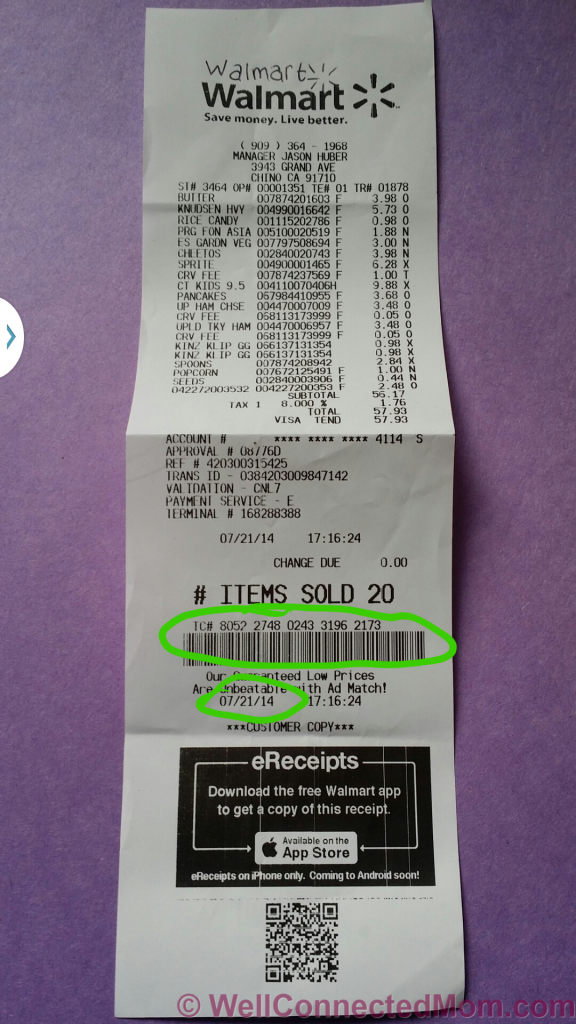 Walmart
Walmart
Save money. Live better.
( 909 ) 364 - 1968
MANAGER JASON HUBER
3943 GRAND AVE
CHINO CA 91710
ST# 3464 OP# 00001351 TE# 01 TR# 01878
BUTTER 007874201603 F 3.98 O
KNUDSEN HVY 004990016642 F 5.73 O
RICE CANDY 001115202786 F 0.98 O
PRG FON ASIA 005100020519 F 1.88 N
ES GARDN VEG 007797508694 F 3.00 N
CHEETOS 002840020743 F 3.98 N
SPRITE 004900001465 F 6.28 X
CRV FEE 007874237569 F 1.00 T
CT KIDS 9.5 004110070406H 9.88 X
PANCAKES 067984410955 F 3.68 O
UP HAM CHSE 004470007009 F 3.48 O
CRV FEE 068113173999 F 0.05 O
UPLD TKY HAM 004470006957 F 3.48 O
CRV FEE 068113173999 F 0.05 O
KINZ KLIP GG 066137131354 0.98 X
KINZ KLIP GG 066137131354 0.98 X
SPOONS 007874208942 2.84 X
POPCORN 007672125491 F 1.00 N
SEEDS 002840003906 F 0.44 N
042272003532 004227200353 F 2.48 O
SUBTOTAL 56.17
TAX 1 8.000 % 1.76
TOTAL 57.93
VISA TEND 57.93
ACCOUNT # **** **** **** 4114 S
APPROVAL # 08776D
REF # 420300315425
TRANS ID - 0384203009847142
VALIDATION - CNL7
PAYMENT SERVICE - E
TERMINAL # 168288388
07/21/14 17:16:24
CHANGE DUE 0.00
# ITEMS SOLD 20
TC# 8052 2748 0243 3196 2173
Our Guaranteed Low Prices
Are Unbeatable with Ad Match!
07/21/14 17:16:24
***CUSTOMER COPY***
eReceipts
Download the free Walmart app
to get a copy of this receipt.
Available on the
App Store
eReceipts on iPhone only. Coming to Android soon!
© WellConnectedMom.com